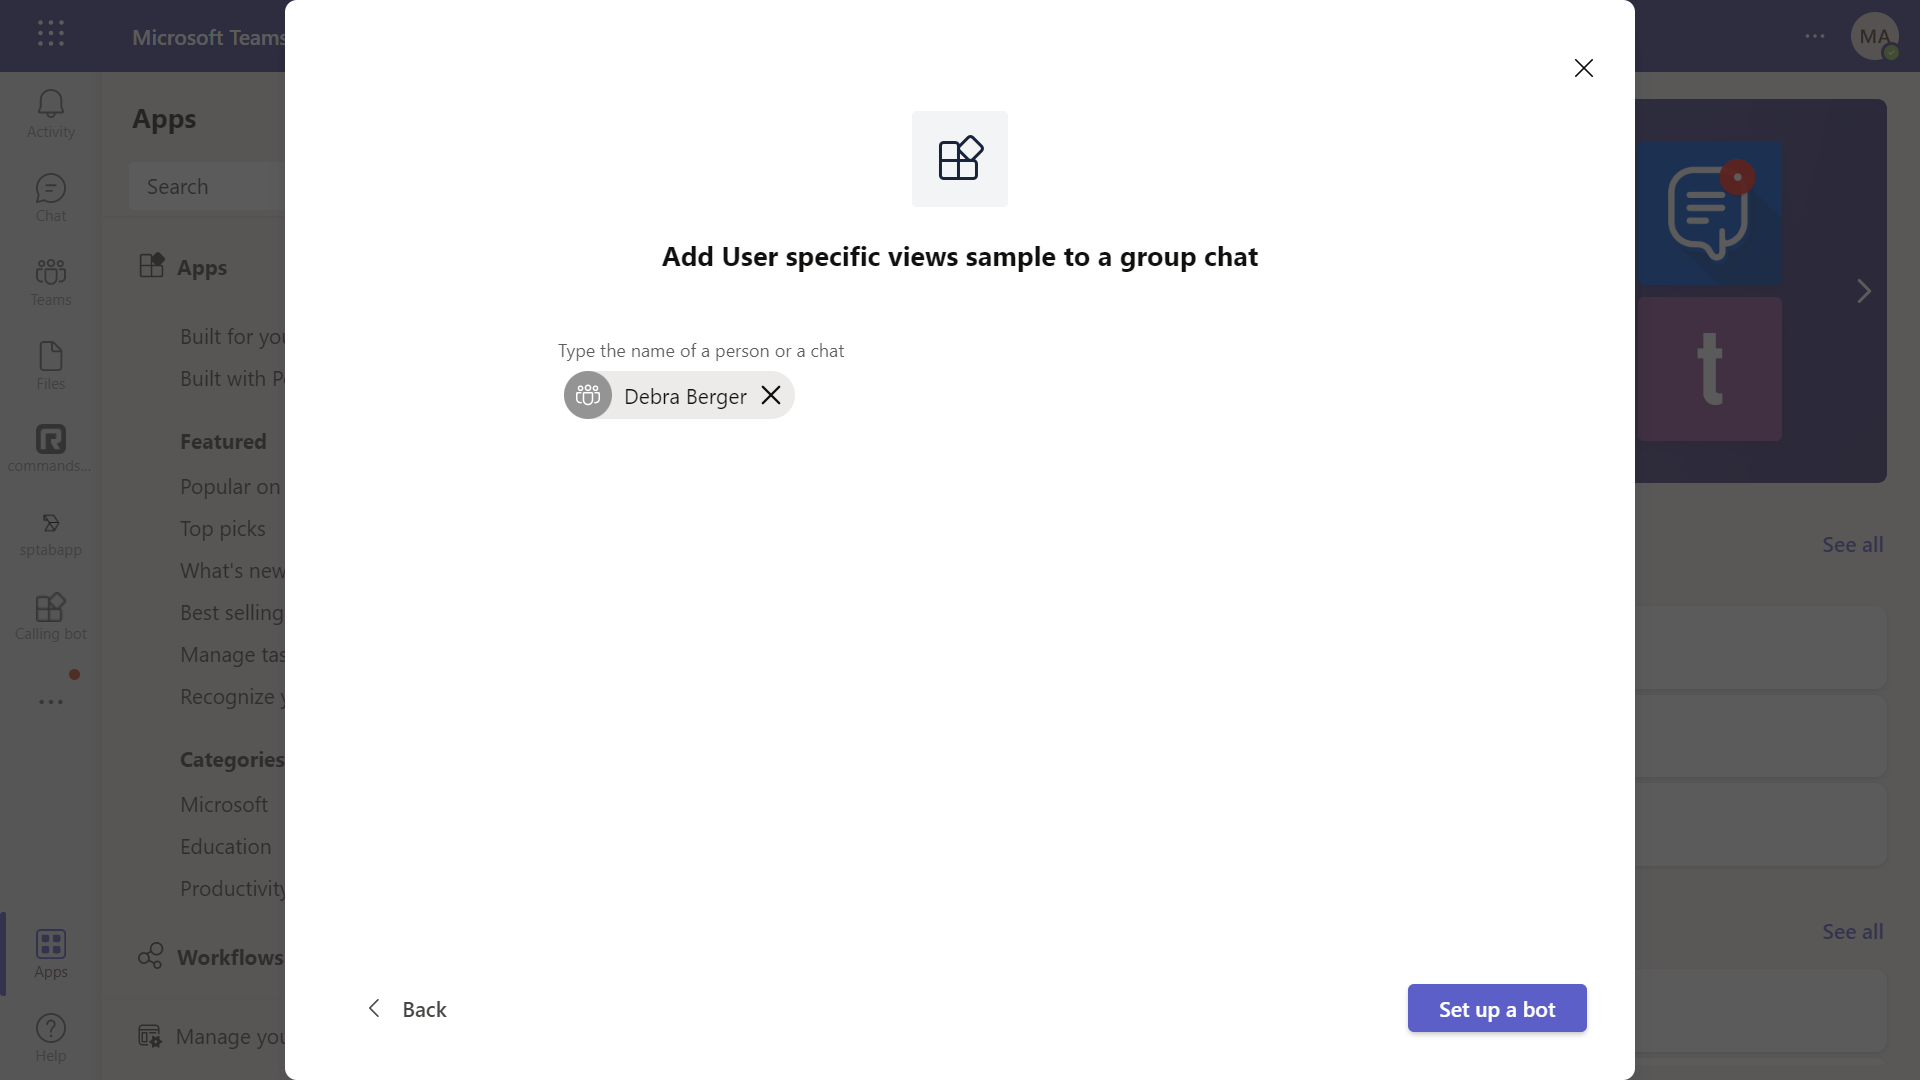 Microsoft Teams
MA
Activity
Chat
Teams
Files
commands...
sptabapp
Calling bot
Apps
Help
Apps
Search
Apps
Built for you
Built with
Featured
Popular on
Top picks
What's new
Best selling
Manage
Recognize
Categories
Microsoft
Education
Productivity
Workflows
Manage
Add User specific views sample to a group chat
Type the name of a person or a chat
Debra Berger
Back
Set up a bot
t
See all
See all